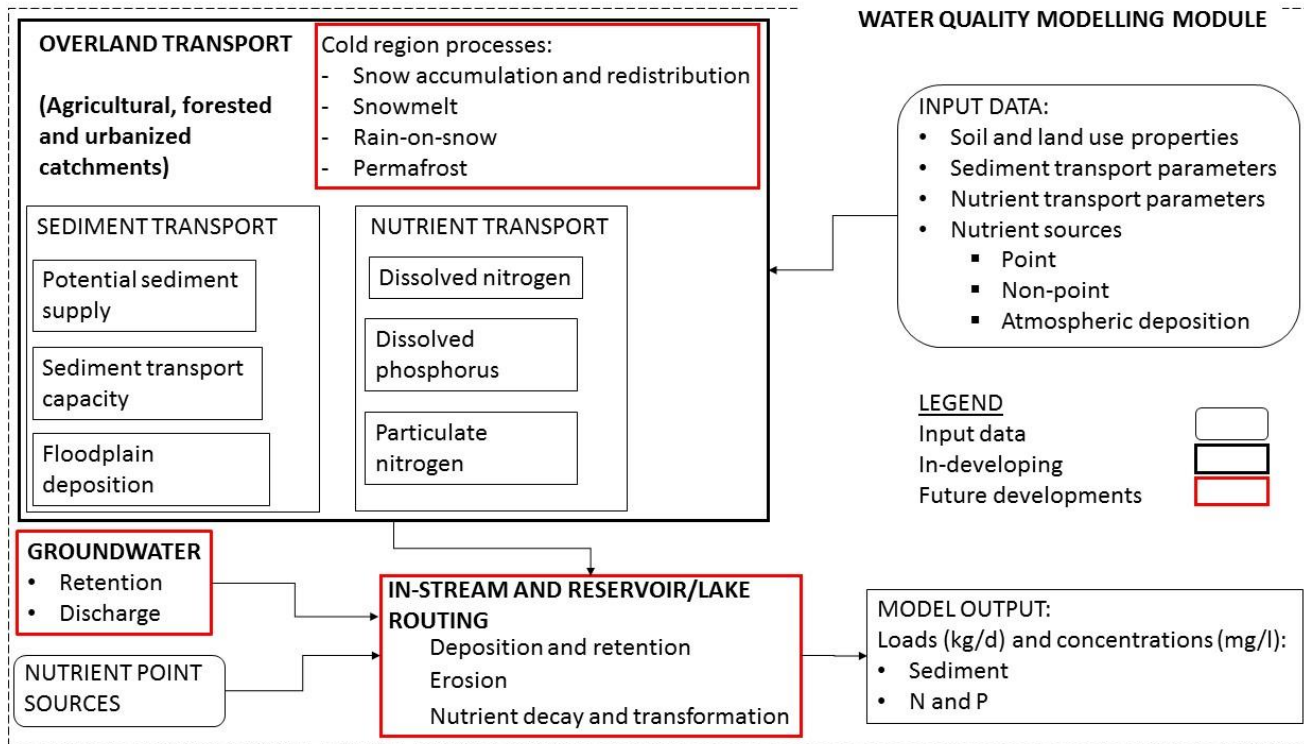 WATER QUALITY MODELLING MODULE
OVERLAND TRANSPORT
(Agricultural, forested
and urbanized
catchments)
Cold region processes:
- Snow accumulation and redistribution
- Snowmelt
- Rain-on-snow
- Permafrost
SEDIMENT TRANSPORT
Potential sediment
supply
Sediment transport
capacity
Floodplain
deposition
NUTRIENT TRANSPORT
Dissolved nitrogen
Dissolved
phosphorus
Particulate
nitrogen
INPUT DATA:
• Soil and land use properties
• Sediment transport parameters
• Nutrient transport parameters
• Nutrient sources
▪ Point
▪ Non-point
▪ Atmospheric deposition
LEGEND
Input data
In-developing
Future developments
GROUNDWATER
• Retention
• Discharge
NUTRIENT POINT
SOURCES
IN-STREAM AND RESERVOIR/LAKE
ROUTING
Deposition and retention
Erosion
Nutrient decay and transformation
MODEL OUTPUT:
Loads (kg/d) and concentrations (mg/l):
• Sediment
• N and P